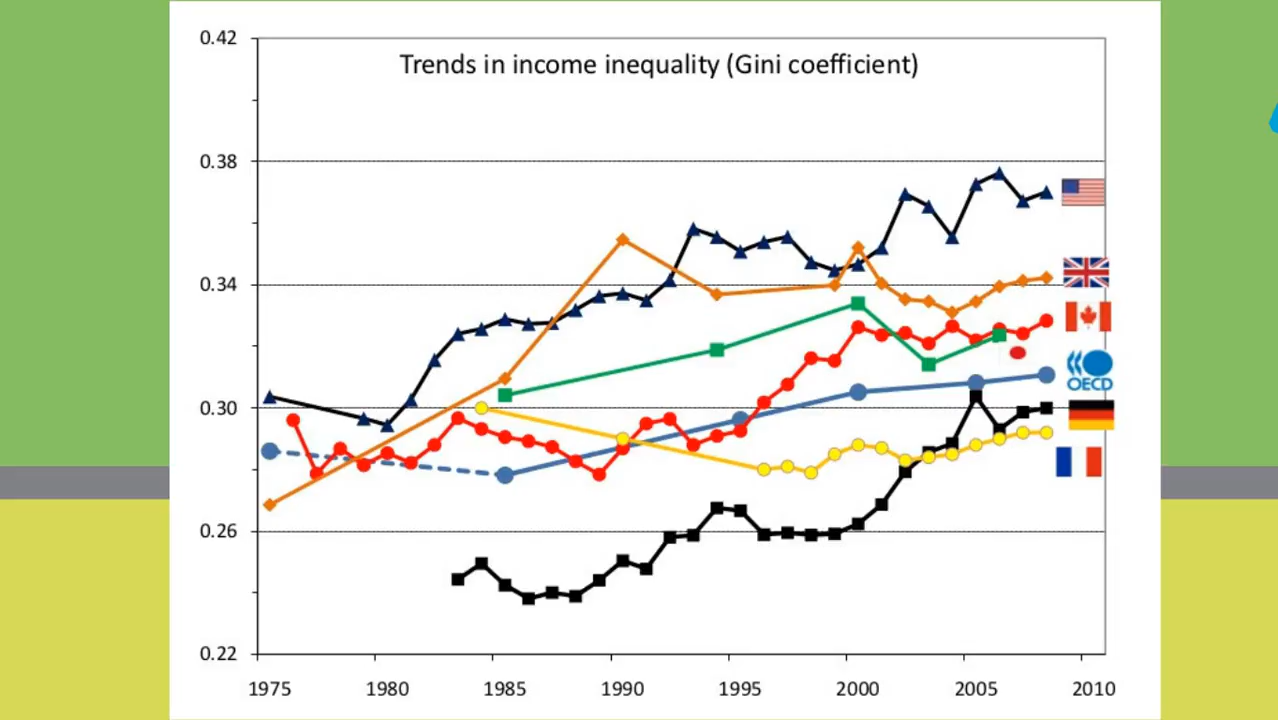 Trends in income inequality (Gini coefficient)
0.42
0.38
0.34
0.30
0.26
0.22
OECD
1975 1980 1985 1990 1995 2000 2005 2010